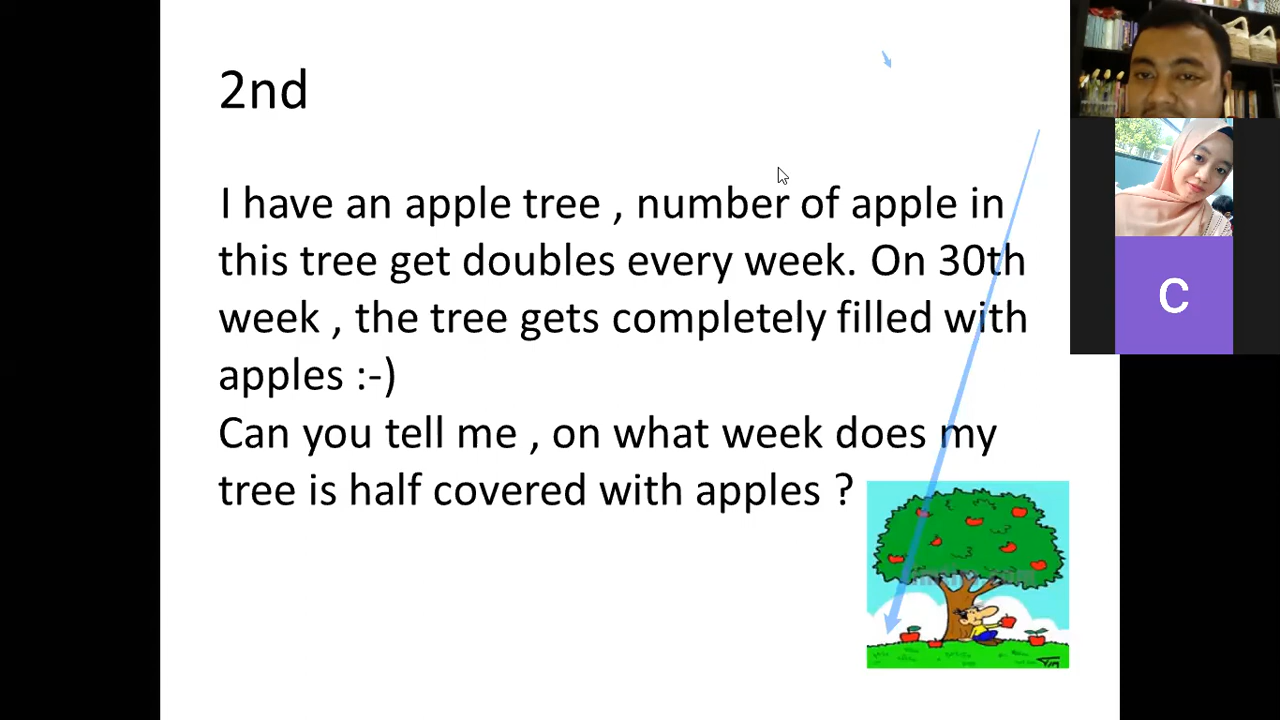 2nd
I have an apple tree , number of apple in
this tree get doubles every week. On 30th
week , the tree gets completely filled with
apples :-)
Can you tell me , on what week does my
tree is half covered with apples ?
C